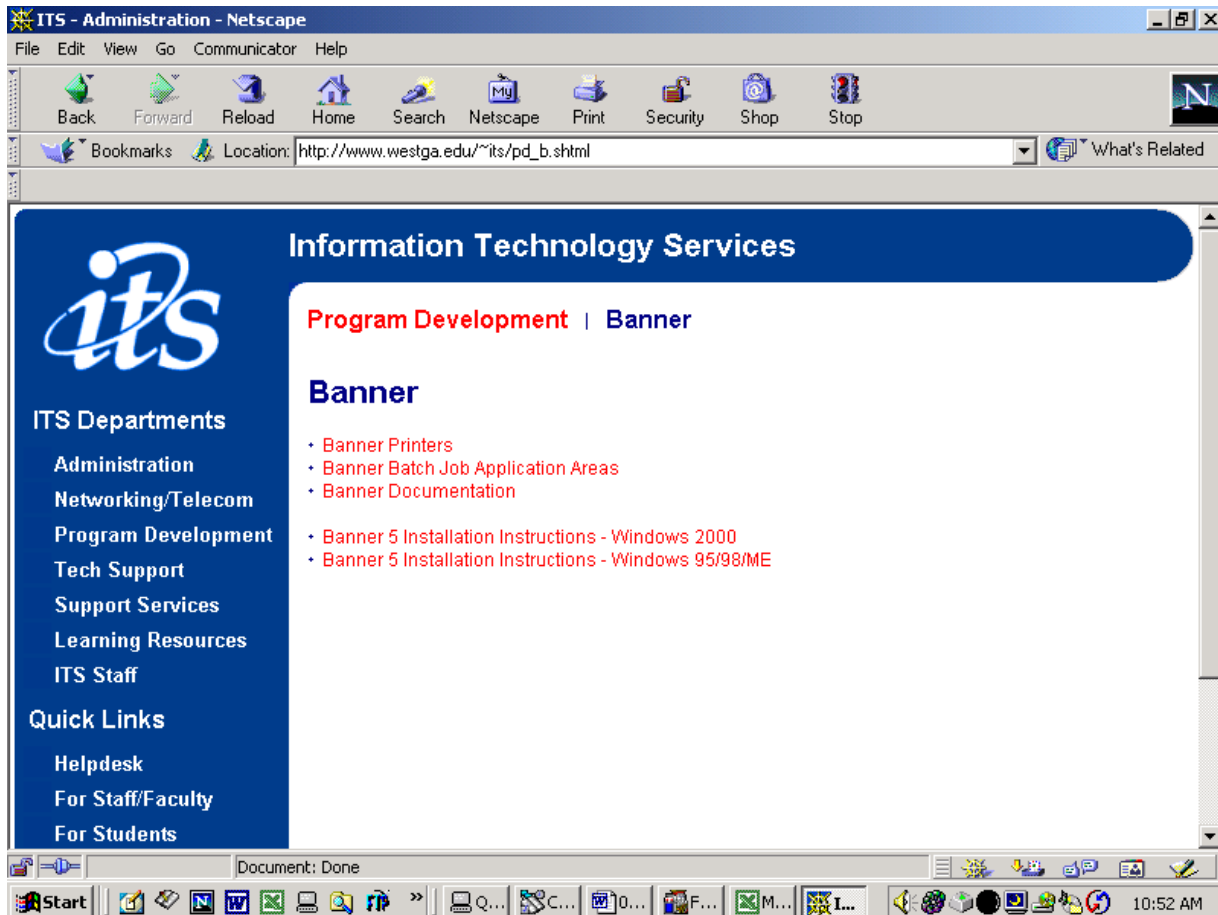 ITS - Administration - Netscape
File Edit View Go Communicator Help
My N
Back Forward Reload Home Search Netscape Print Security Shop Stop
Bookmarks Location: http://www.westga.edu/~its/pd_b.shtml What's Related
its
Information Technology Services
Program Development | Banner
Banner
Banner Printers
Banner Batch Job Application Areas
Banner Documentation
Banner 5 Installation Instructions - Windows 2000
Banner 5 Installation Instructions - Windows 95/98/ME
ITS Departments
Administration
Networking/Telecom
Program Development
Tech Support
Support Services
Learning Resources
ITS Staff
Quick Links
Helpdesk
For Staff/Faculty
For Students
Document: Done
Start » Q... C... 0... F... M... I... 10:52 AM